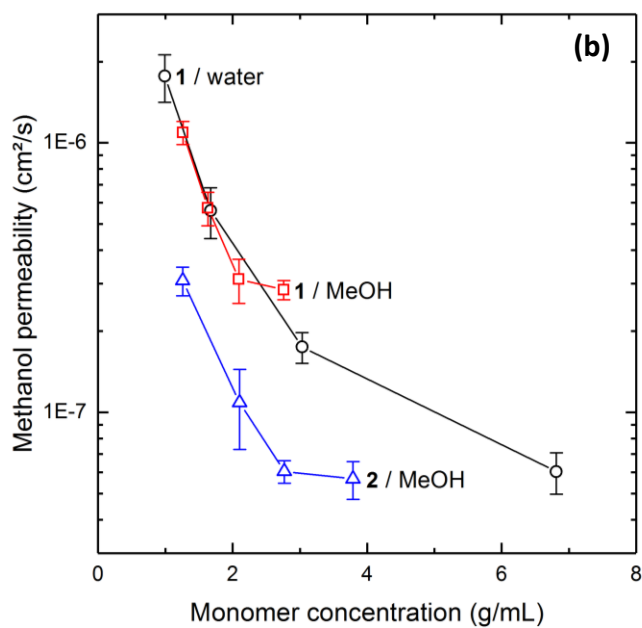 (b)
1 / water
1E-6
1 / MeOH
1E-7
2 / MeOH
0 2 4 6 8
Methanol permeability (cm²/s)
Monomer concentration (g/mL)